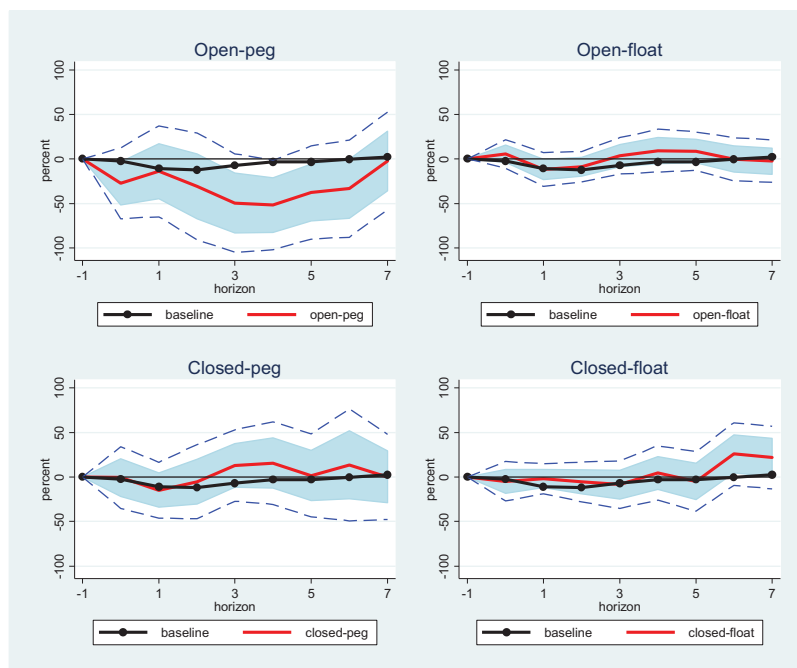 Open-peg
100
50
0
-50
-100
percent
-1 1 3 5 7
horizon
baseline open-peg
Open-float
100
50
0
-50
-100
percent
-1 1 3 5 7
horizon
baseline open-float
Closed-peg
100
50
0
-50
-100
percent
-1 1 3 5 7
horizon
baseline closed-peg
Closed-float
100
50
0
-50
-100
percent
-1 1 3 5 7
horizon
baseline closed-float